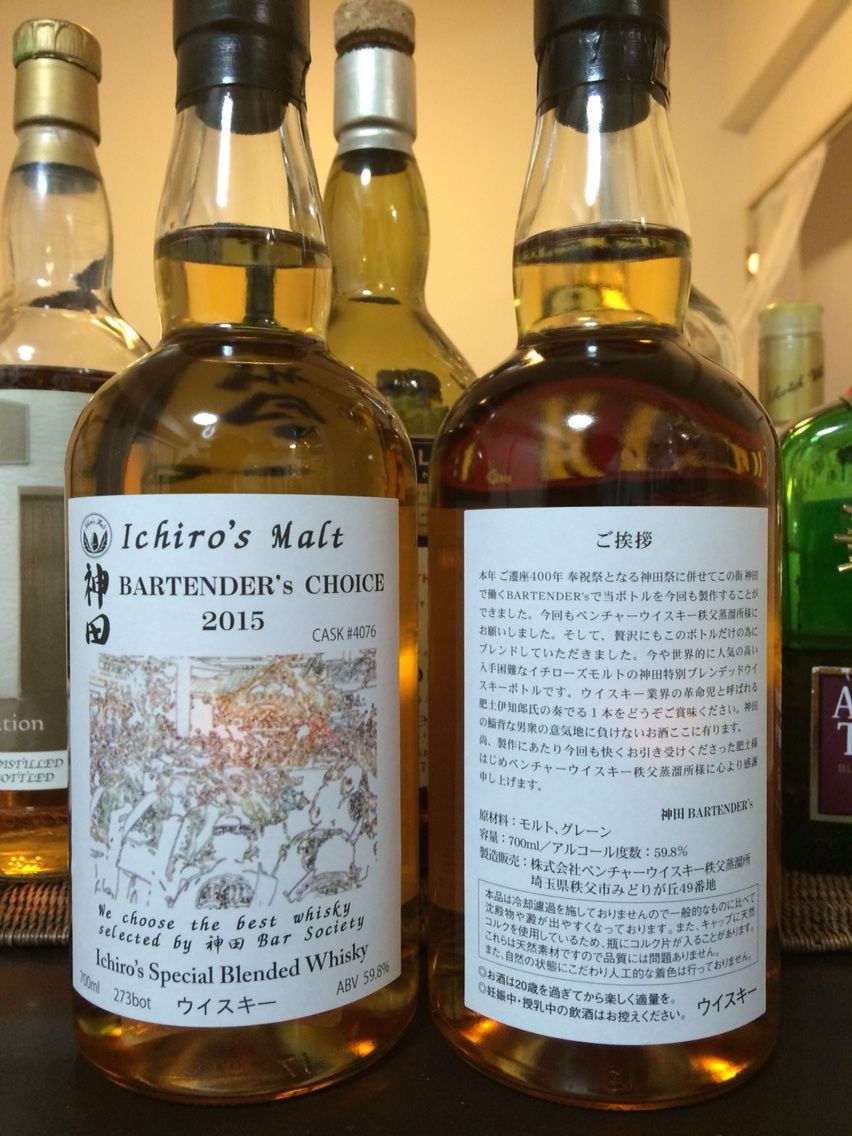 Ichiro's Malt
神田
BARTENDER's CHOICE
2015
CASK #4076
We choose the best whisky
selected by 神田 Bar Society
Ichiro's Special Blended Whisky
700ml
273bot
ウイスキー
ABV 59.8%
ご挨拶
本年 ご遷座400年 奉祝祭となる神田祭に併せてこの街 神田
で働くBARTENDER'sで当ボトルを今回も製作することが
できました。今回もベンチャーウイスキー秩父蒸溜所様に
お願いしました。そして、贅沢にもこのボトルだけの為に
ブレンドしていただきました。今や世界的に人気の高い
入手困難なイチローズモルトの神田特別ブレンデッドウイ
スキーボトルです。ウイスキー業界の革命児と呼ばれる
肥土伊知郎氏の奏でる1本をどうぞご賞味ください。神田
の鯔背な男衆の意気地に負けないお酒ここに有ります。
尚、製作にあたり今回も快くお引き受けくださった肥土様
はじめベンチャーウイスキー秩父蒸溜所様に心より感謝
申し上げます。
神田 BARTENDER's
原材料：モルト、グレーン
容量：700ml／アルコール度数：59.8%
製造販売：株式会社ベンチャーウイスキー秩父蒸溜所
埼玉県秩父市みどりが丘49番地
本品は冷却濾過を施しておりませんので一般的なものに比べて
沈殿物や澱が出やすくなっております。また、キャップに天然
コルクを使用しているため、瓶にコルク片が入ることがあります。
これらは天然素材ですので品質には問題ありません。
また、自然の状態にこだわり人工的な着色は行っておりません。
◎お酒は20歳を過ぎてから楽しく適量を。
◎妊娠中・授乳中の飲酒はお控えください。
ウイスキー
DISTILLED
BOTTLED